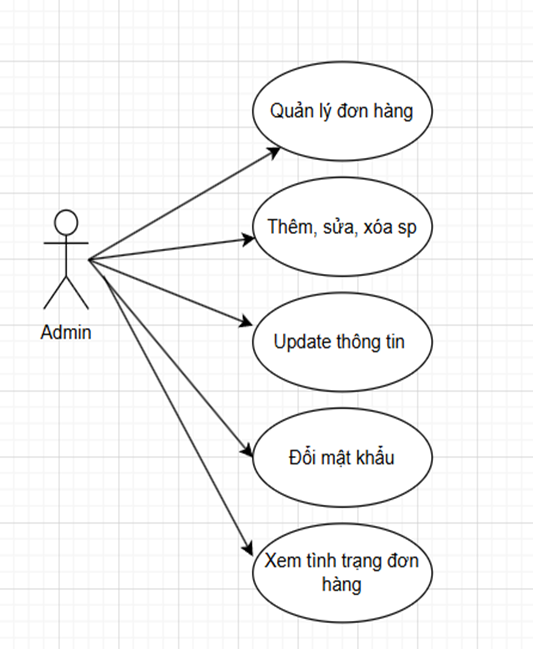 Quản lý đơn hàng
Thêm, sửa, xóa sp
Admin
Update thông tin
Đổi mật khẩu
Xem tình trạng đơn
hàng